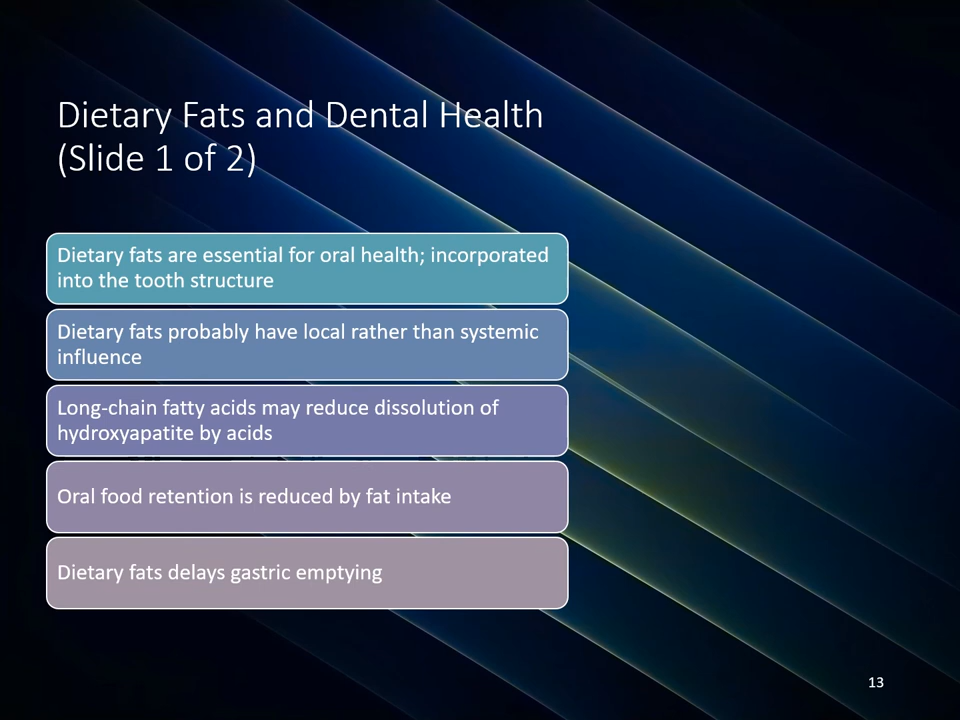 Dietary Fats and Dental Health
(Slide 1 of 2)
Dietary fats are essential for oral health; incorporated
into the tooth structure
Dietary fats probably have local rather than systemic
influence
Long-chain fatty acids may reduce dissolution of
hydroxyapatite by acids
Oral food retention is reduced by fat intake
Dietary fats delays gastric emptying
13